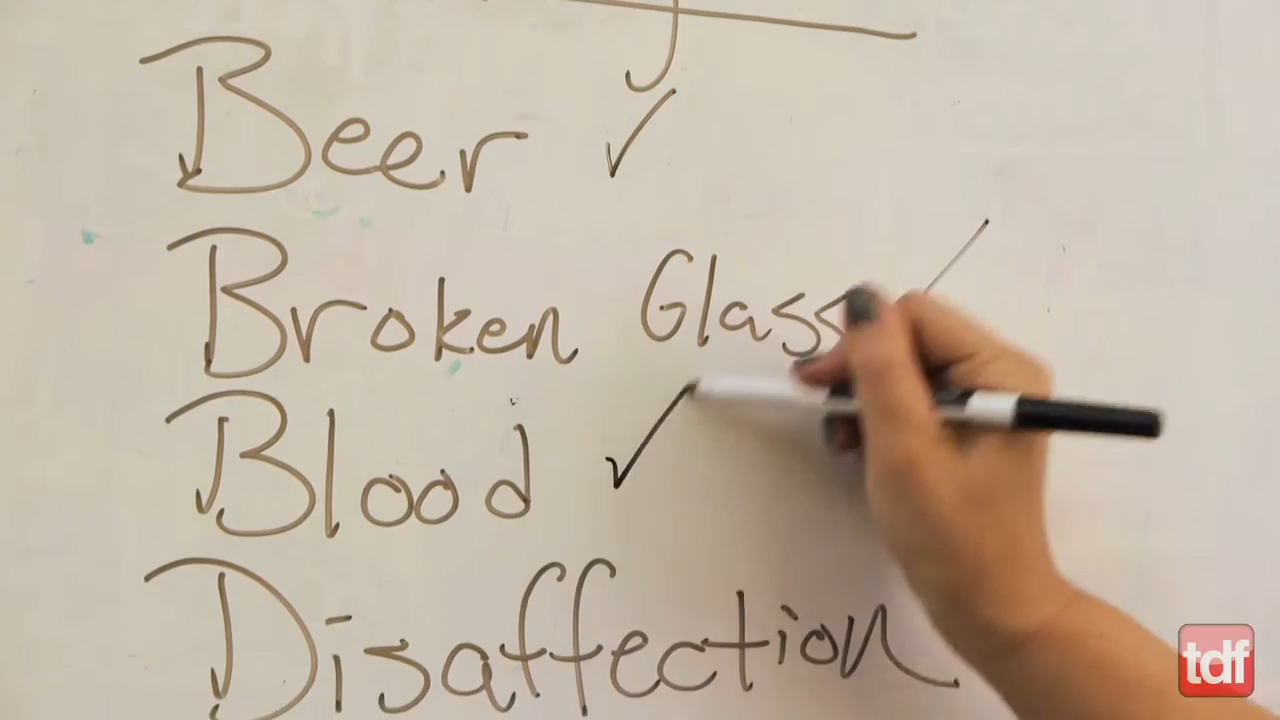 Beer ✓
Broken Glass
Blood ✓
Disaffection
tdf